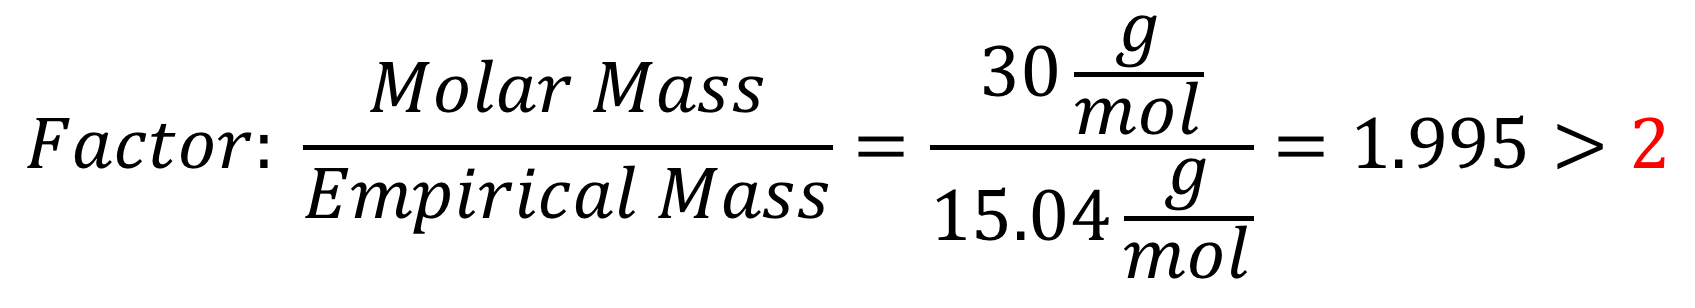 Factor: Molar Mass / Empirical Mass = 30 g/mol / 15.04 g/mol = 1.995 > 2